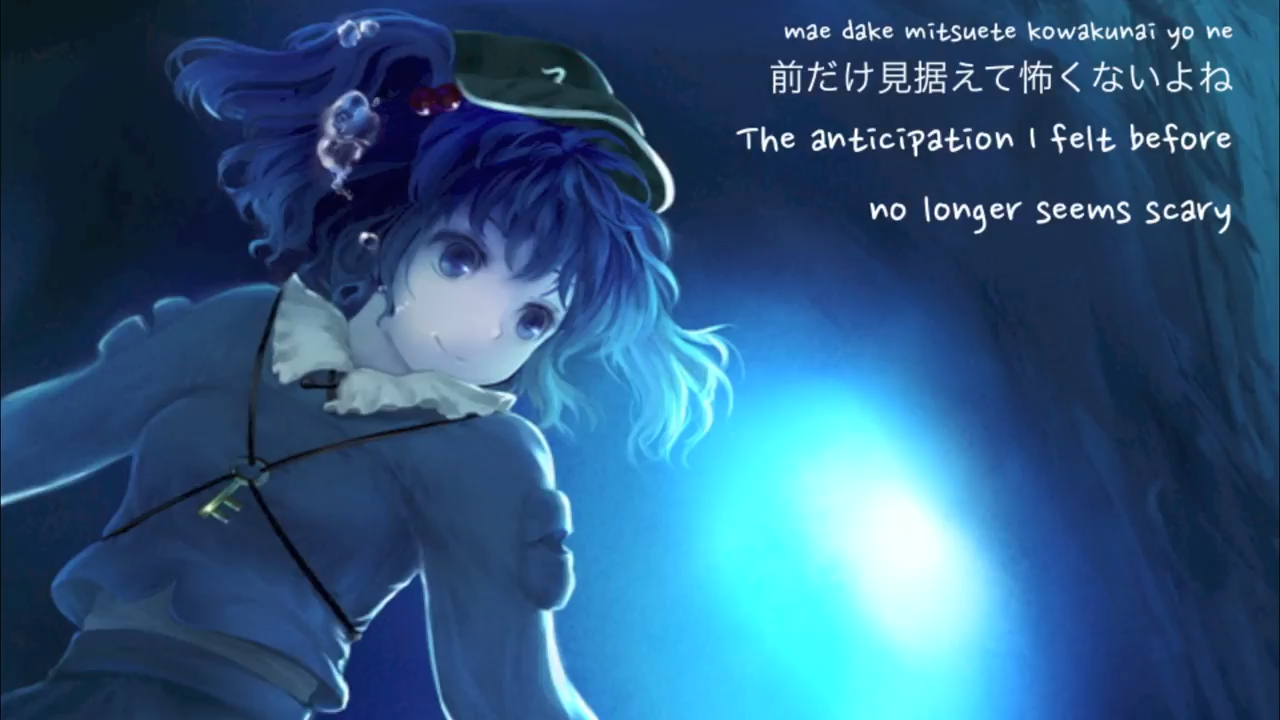 mae dake mitsuete kowakunai yo ne
前だけ見据えて怖くないよね
The anticipation I felt before
no longer seems scary